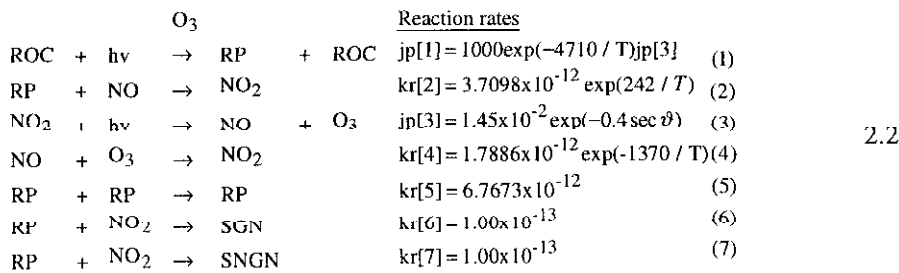 O₃ Reaction rates
ROC + hv → RP + ROC jp[1] = 1000exp(−4710 / T)jp[3] (1)
RP + NO → NO₂ kr[2] = 3.7098x10⁻¹² exp(242 / T) (2)
NO₂ + hv → NO + O₃ jp[3] = 1.45x10⁻² exp(−0.4 sec ϑ) (3)
2.2
NO + O₃ → NO₂ kr[4] = 1.7886x10⁻¹² exp(-1370 / T) (4)
RP + RP → RP kr[5] = 6.7673x10⁻¹² (5)
RP + NO₂ → SGN kr[6] = 1.00x10⁻¹³ (6)
RP + NO₂ → SNGN kr[7] = 1.00x10⁻¹³ (7)